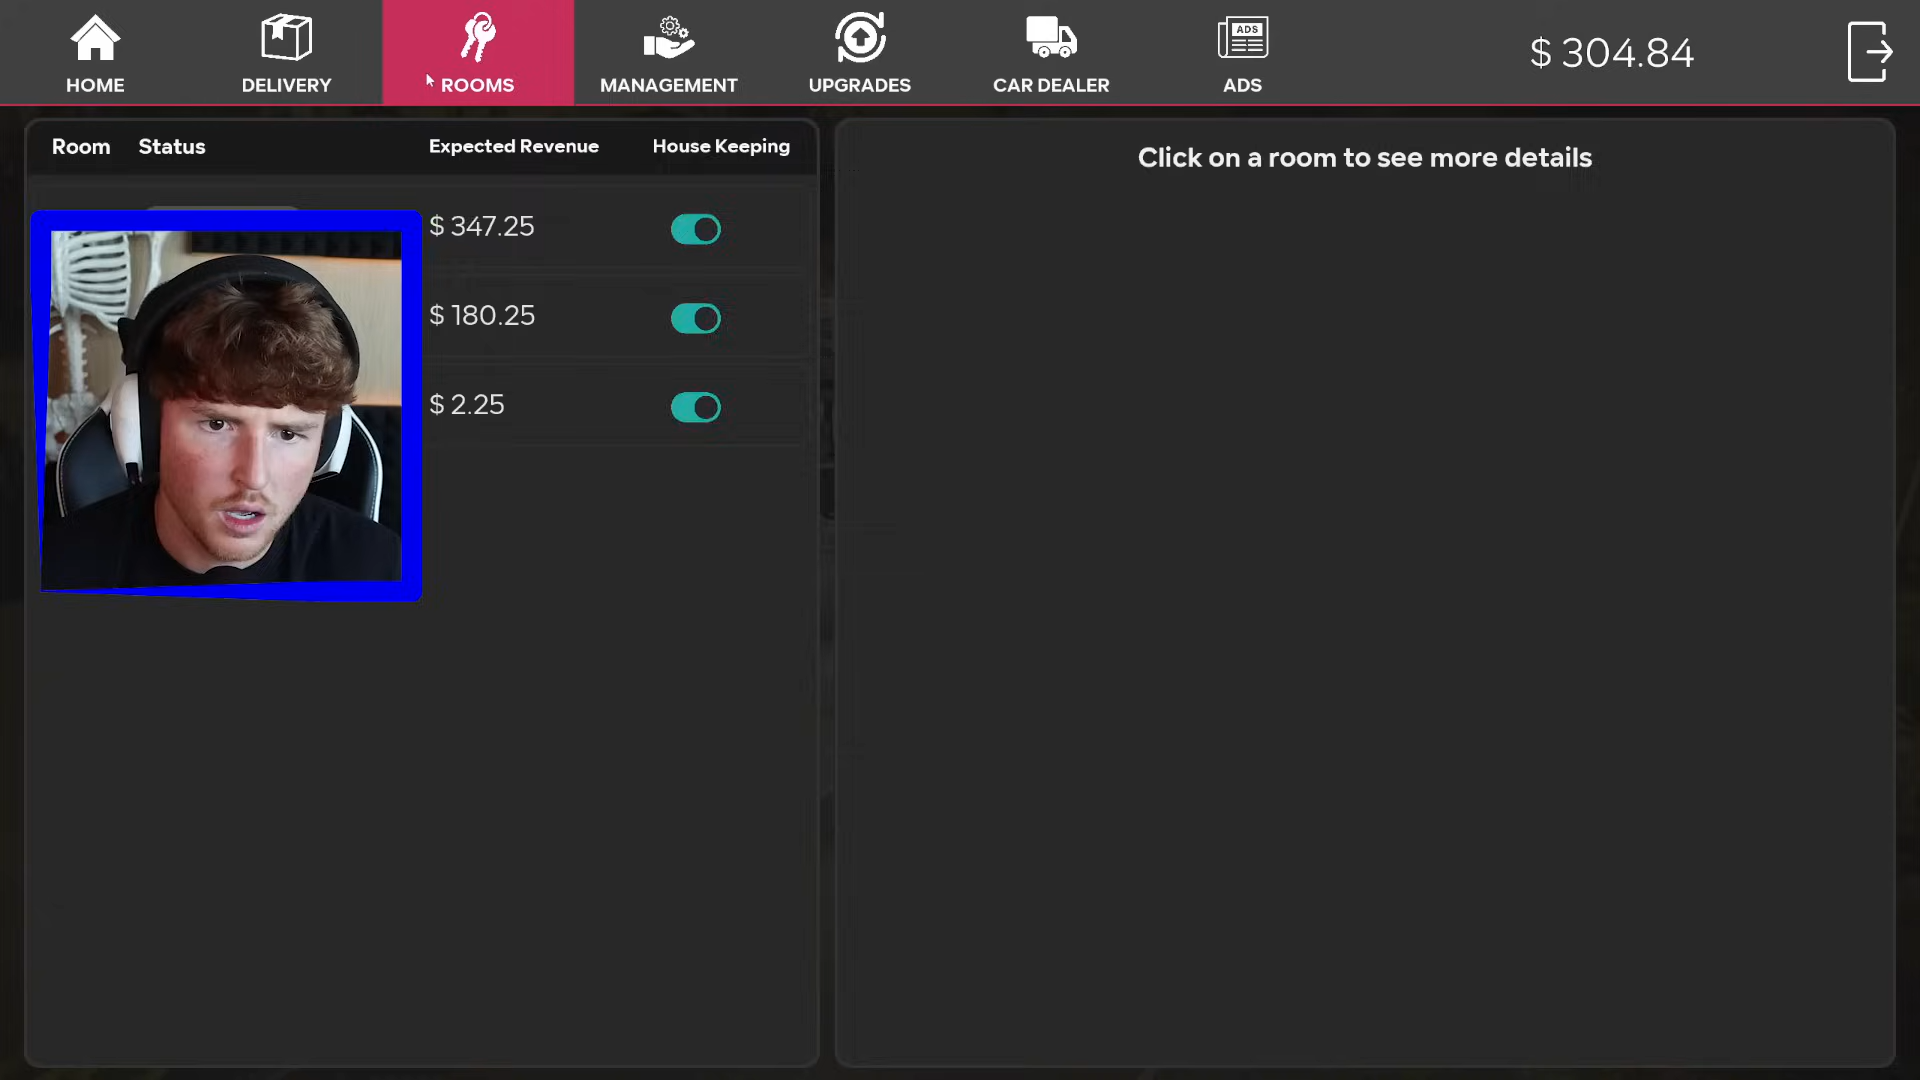 HOME
DELIVERY
ROOMS
MANAGEMENT
UPGRADES
CAR DEALER
ADS
ADS
$ 304.84
Room Status Expected Revenue House Keeping
$ 347.25
$ 180.25
$ 2.25
Click on a room to see more details